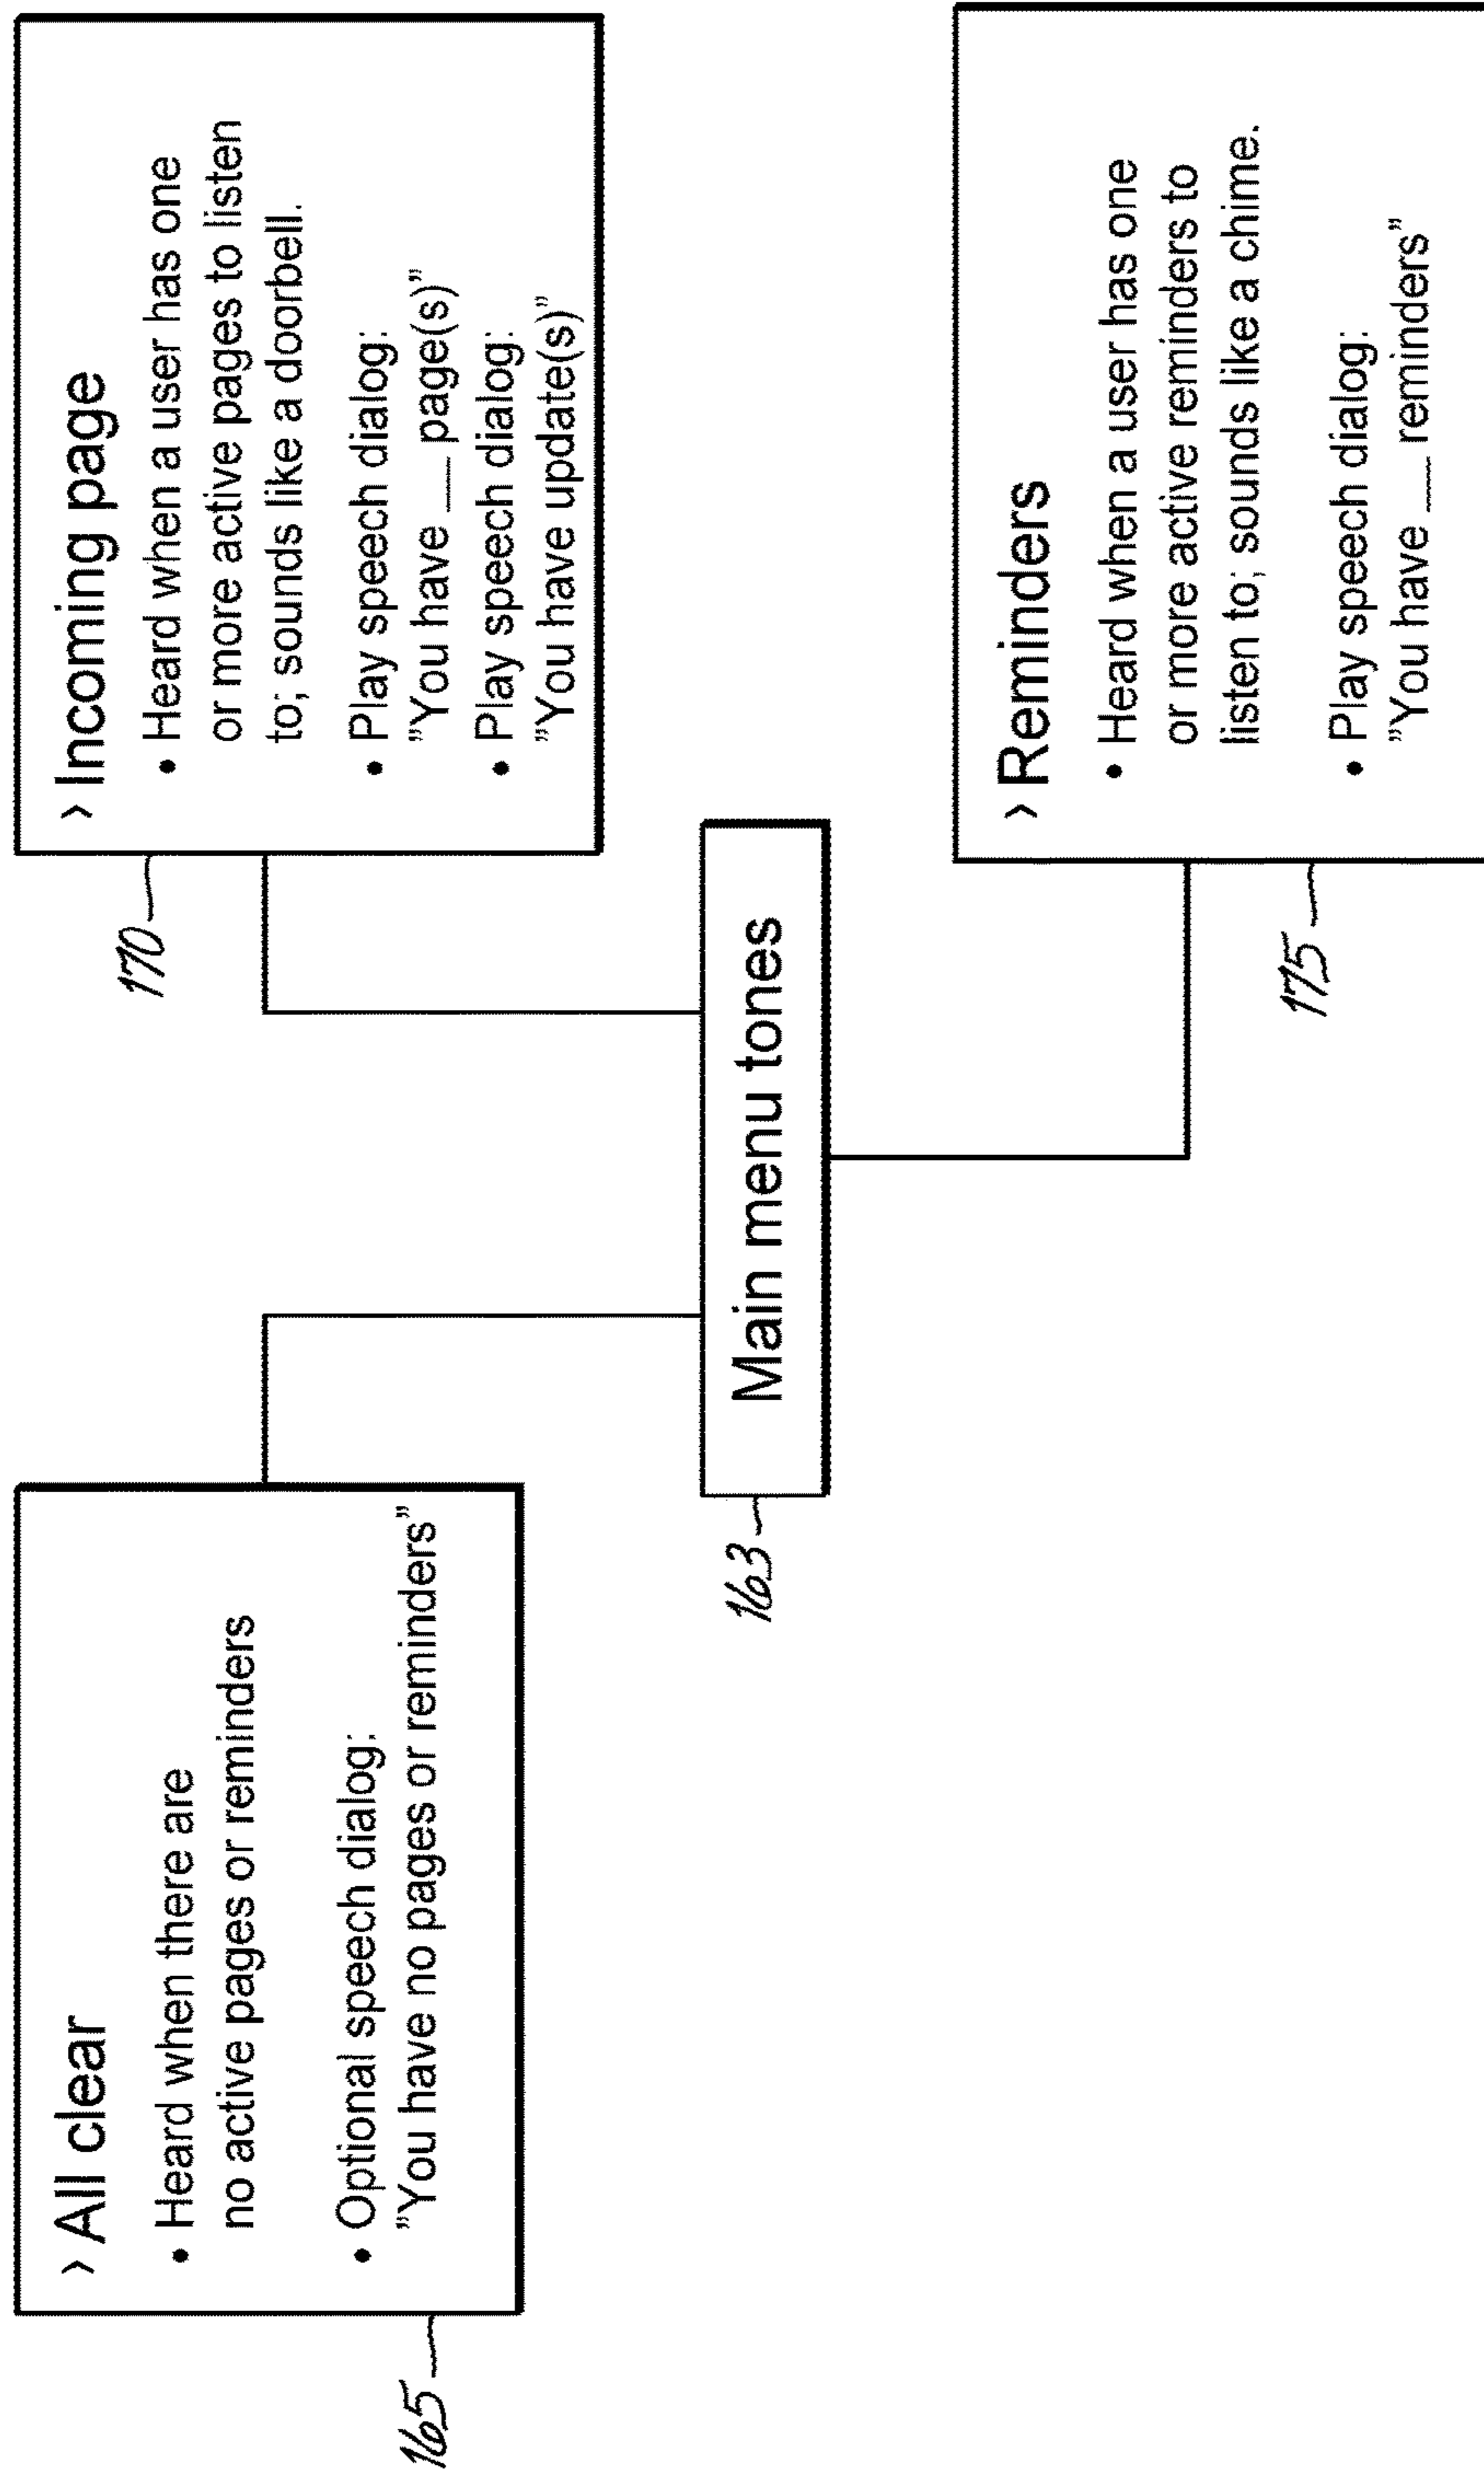 › All clear
• Heard when there are
no active pages or reminders
• Optional speech dialog:
”You have no pages or reminders”
165
› Incoming page
• Heard when a user has one
or more active pages to listen
to; sounds like a doorbell.
• Play speech dialog:
”You have __ page(s)”
• Play speech dialog:
”You have update(s)”
170
Main menu tones
163
› Reminders
• Heard when a user has one
or more active reminders to
listen to; sounds like a chime.
• Play speech dialog:
”You have __ reminders”
175